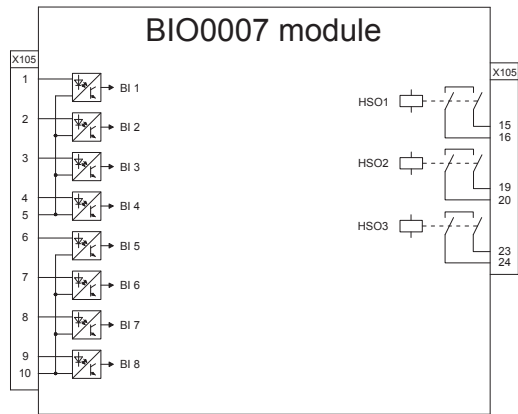 BIO0007 module
X105
1
BI 1
2
BI 2
3
BI 3
4
BI 4
5
6
BI 5
7
BI 6
8
BI 7
9
BI 8
10
X105
HSO1
15
16
HSO2
19
20
HSO3
23
24